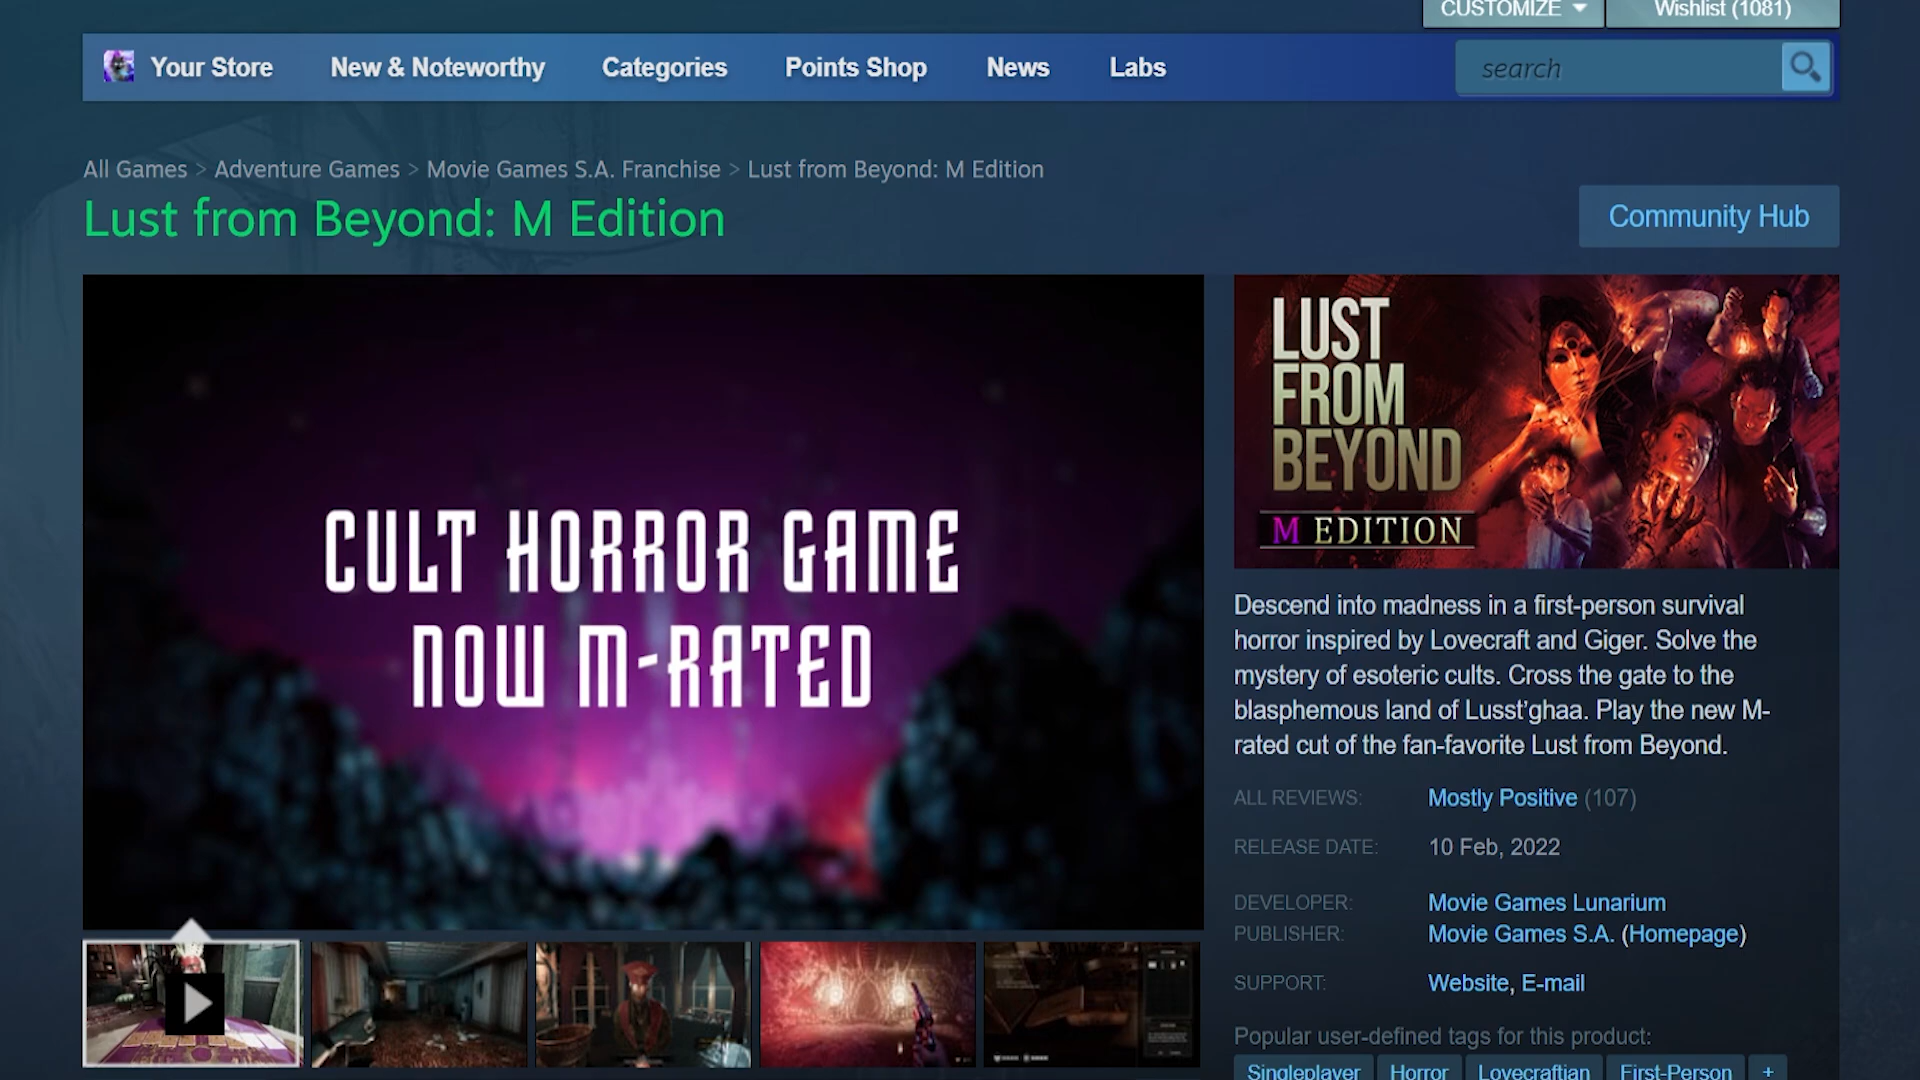 CUSTOMIZE
Wishlist (1081)
Your Store
New & Noteworthy
Categories
Points Shop
News
Labs
search
All Games > Adventure Games > Movie Games S.A. Franchise > Lust from Beyond: M Edition
Lust from Beyond: M Edition
Community Hub
CULT HORROR GAME
NOW M-RATED
LUST
FROM
BEYOND
M EDITION
Descend into madness in a first-person survival
horror inspired by Lovecraft and Giger. Solve the
mystery of esoteric cults. Cross the gate to the
blasphemous land of Lusst'ghaa. Play the new M-
rated cut of the fan-favorite Lust from Beyond.
ALL REVIEWS: Mostly Positive (107)
RELEASE DATE: 10 Feb, 2022
DEVELOPER: Movie Games Lunarium
PUBLISHER: Movie Games S.A. (Homepage)
SUPPORT: Website, E-mail
Popular user-defined tags for this product:
Singleplayer
Horror
Lovecraftian
First-Person
+